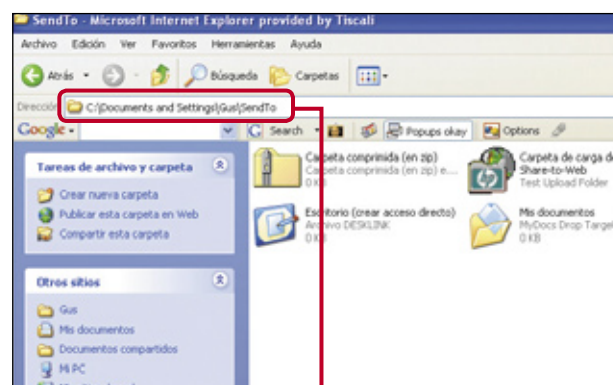 SendTo - Microsoft Internet Explorer provided by Tiscali
Archivo Edición Ver Favoritos Herramientas Ayuda
Atrás Búsqueda Carpetas
Dirección C:\Documents and Settings\Gus\SendTo
Google Search Popups okay Options
Tareas de archivo y carpeta
Crear nueva carpeta
Publicar esta carpeta en Web
Compartir esta carpeta
Otros sitios
Gus
Mis documentos
Documentos compartidos
Mi PC
Carpeta comprimida (en zip)
Carpeta comprimida (en zip) e...
0 KB
Carpeta de carga de
Share-to-Web
Test Upload Folder
Escritorio (crear acceso directo)
Archivo DESKLINK
0 KB
Mis documentos
MyDocs Drop Target
0 KB